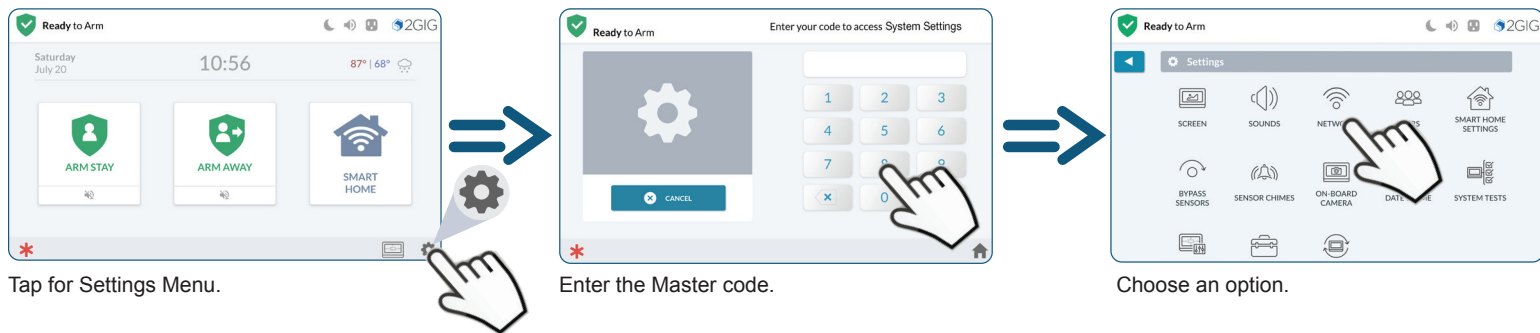 Ready to Arm
2GIG
Saturday
July 20
10:56
87° | 68°
ARM STAY
ARM AWAY
SMART
HOME
Tap for Settings Menu.
Ready to Arm
Enter your code to access System Settings
1 2 3
4 5 6
7
0
CANCEL
Enter the Master code.
Ready to Arm
2GIG
Settings
SCREEN
SOUNDS
SMART HOME
SETTINGS
BYPASS
SENSORS
SENSOR CHIMES
ON-BOARD
CAMERA
SYSTEM TESTS
Choose an option.